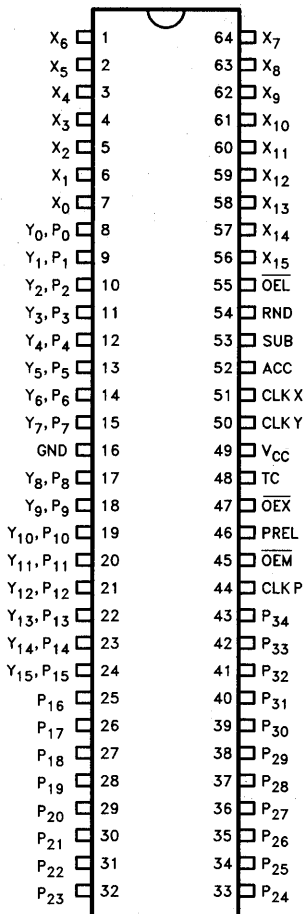 X6 1 64 X7
X5 2 63 X8
X4 3 62 X9
X3 4 61 X10
X2 5 60 X11
X1 6 59 X12
X0 7 58 X13
Y0, P0 8 57 X14
Y1, P1 9 56 X15
Y2, P2 10 55 O̅E̅L̅
Y3, P3 11 54 RND
Y4, P4 12 53 SUB
Y5, P5 13 52 ACC
Y6, P6 14 51 CLKX
Y7, P7 15 50 CLKY
GND 16 49 VCC
Y8, P8 17 48 TC
Y9, P9 18 47 O̅E̅X̅
Y10, P10 19 46 PREL
Y11, P11 20 45 O̅E̅M̅
Y12, P12 21 44 CLKP
Y13, P13 22 43 P34
Y14, P14 23 42 P33
Y15, P15 24 41 P32
P16 25 40 P31
P17 26 39 P30
P18 27 38 P29
P19 28 37 P28
P20 29 36 P27
P21 30 35 P26
P22 31 34 P25
P23 32 33 P24